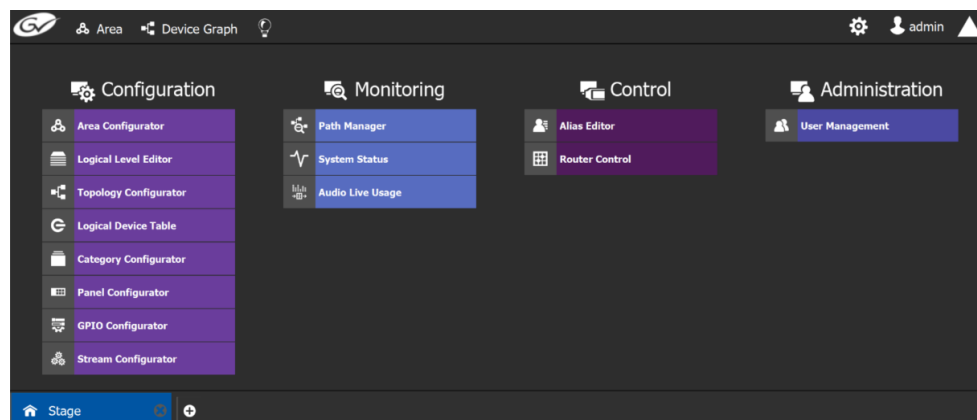 GV Area Device Graph admin
Configuration
Area Configurator
Logical Level Editor
Topology Configurator
Logical Device Table
Category Configurator
Panel Configurator
GPIO Configurator
Stream Configurator
Monitoring
Path Manager
System Status
Audio Live Usage
Control
Alias Editor
Router Control
Administration
User Management
Stage